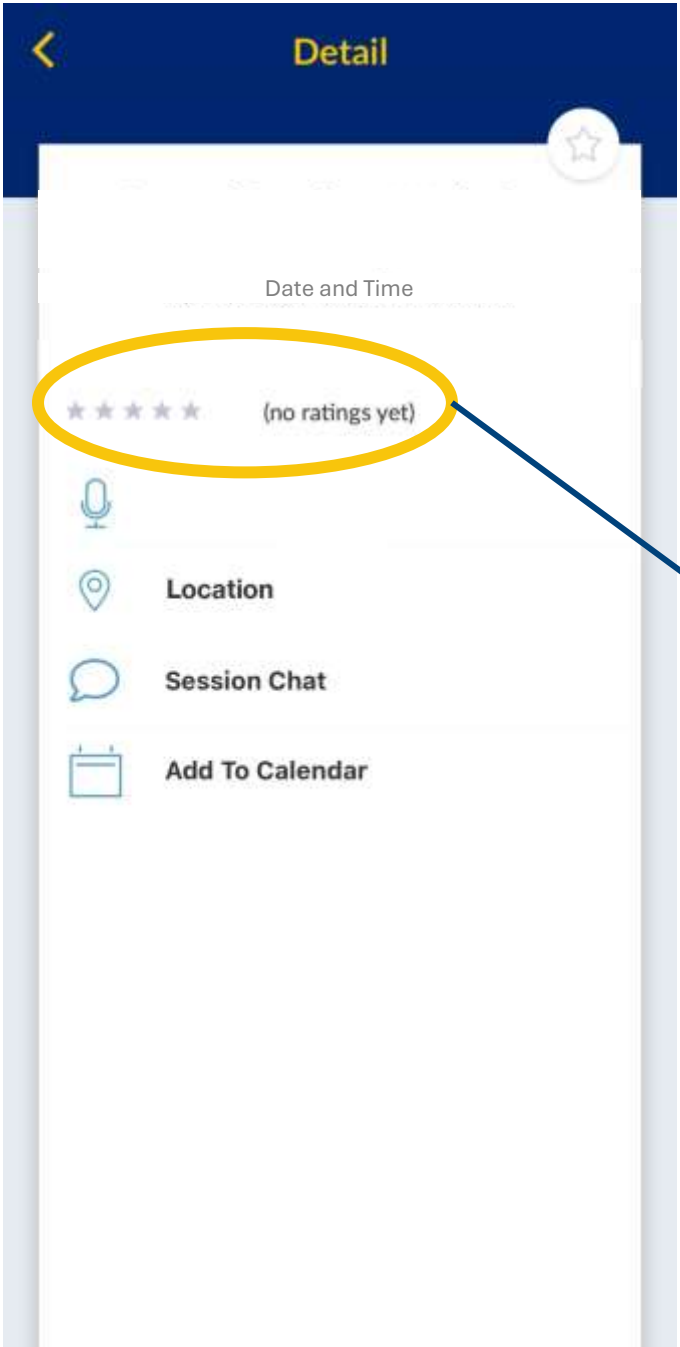 Detail
Date and Time
(no ratings yet)
Location
Session Chat
Add To Calendar